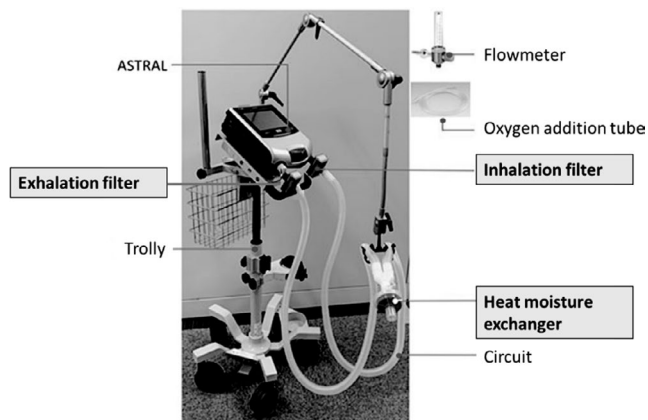 Flowmeter
ASTRAL
Oxygen addition tube
Inhalation filter
Exhalation filter
Trolly
Heat moisture
exchanger
Circuit